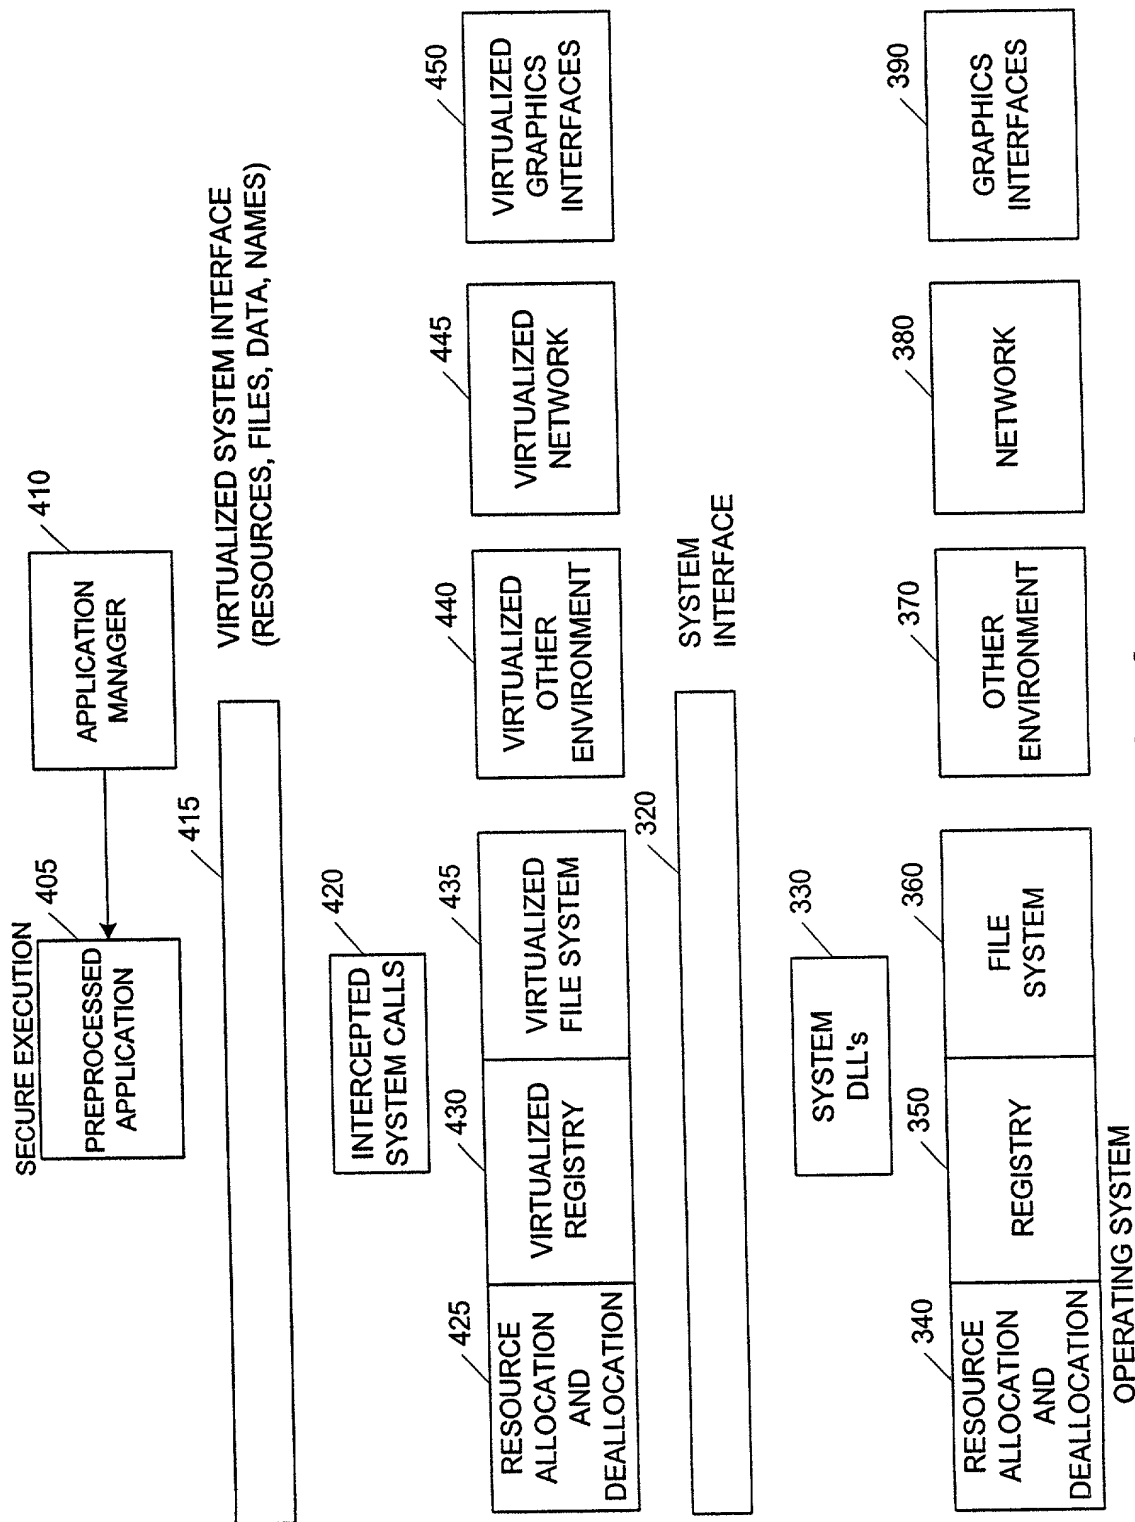 SECURE EXECUTION
405
PREPROCESSED
APPLICATION
410
APPLICATION
MANAGER
415
VIRTUALIZED SYSTEM INTERFACE
(RESOURCES, FILES, DATA, NAMES)
420
INTERCEPTED
SYSTEM CALLS
425
RESOURCE
ALLOCATION
AND
DEALLOCATION
430
VIRTUALIZED
REGISTRY
435
VIRTUALIZED
FILE SYSTEM
440
VIRTUALIZED
OTHER
ENVIRONMENT
445
VIRTUALIZED
NETWORK
450
VIRTUALIZED
GRAPHICS
INTERFACES
320
SYSTEM
INTERFACE
330
SYSTEM
DLL's
340
RESOURCE
ALLOCATION
AND
DEALLOCATION
350
REGISTRY
360
FILE
SYSTEM
370
OTHER
ENVIRONMENT
380
NETWORK
390
GRAPHICS
INTERFACES
OPERATING SYSTEM